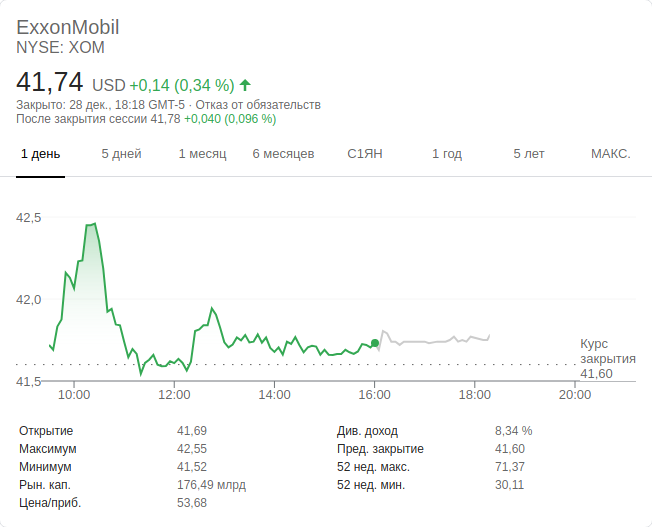 ExxonMobil
NYSE: XOM
41,74 USD +0,14 (0,34 %)
Закрыто: 28 дек., 18:18 GMT-5 · Отказ от обязательств
После закрытия сессии 41,78 +0,040 (0,096 %)
1 день 5 дней 1 месяц 6 месяцев С1ЯН 1 год 5 лет МАКС.
42,5
42,0
41,5
Курс
закрытия
41,60
10:00 12:00 14:00 16:00 18:00 20:00
Открытие 41,69 Див. доход 8,34 %
Максимум 42,55 Пред. закрытие 41,60
Минимум 41,52 52 нед. макс. 71,37
Рын. кап. 176,49 млрд 52 нед. мин. 30,11
Цена/приб. 53,68